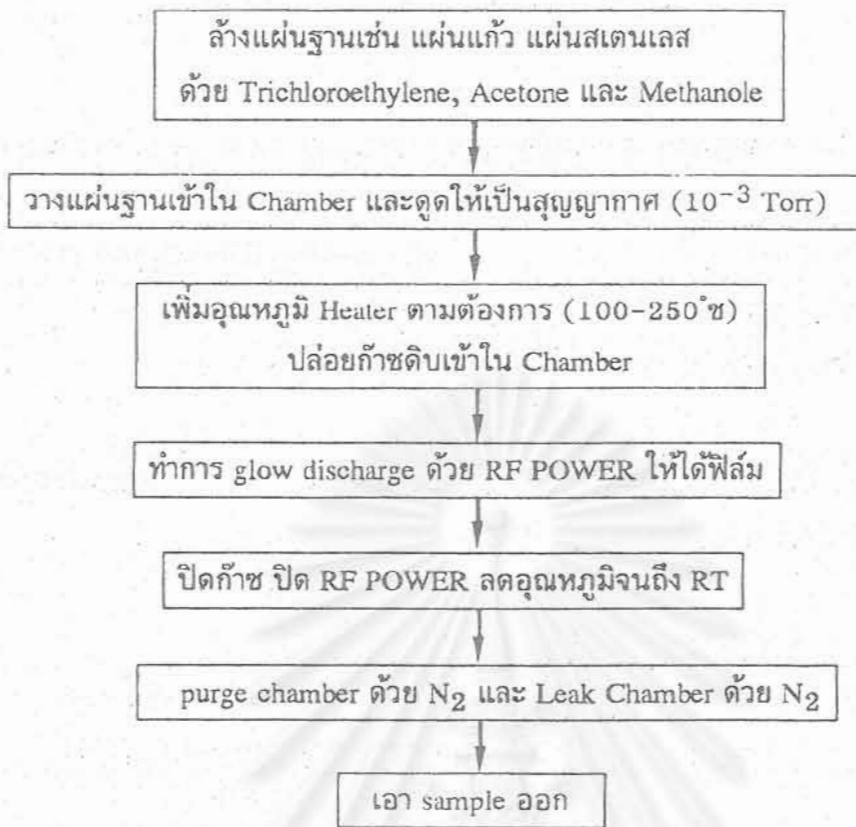 ล้างแผ่นฐานเช่น แผ่นแก้ว แผ่นสเตนเลส
ด้วย Trichloroethylene, Acetone และ Methanole
วางแผ่นฐานเข้าใน Chamber และดูดให้เป็นสุญญากาศ (10⁻³ Torr)
เพิ่มอุณหภูมิ Heater ตามต้องการ (100-250°ซ)
ปล่อยก๊าซดิบเข้าใน Chamber
ทำการ glow discharge ด้วย RF POWER ให้ได้ฟิล์ม
ปิดก๊าซ ปิด RF POWER ลดอุณหภูมิจนถึง RT
purge chamber ด้วย N₂ และ Leak Chamber ด้วย N₂
เอา sample ออก